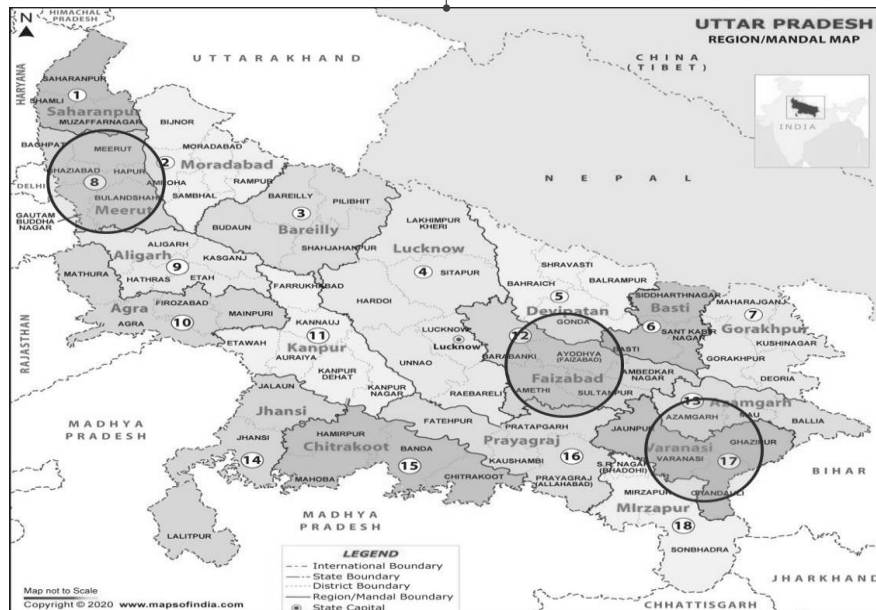 N
HIMACHAL
PRADESH
UTTAR PRADESH
REGION/MANDAL MAP
UTTARAKHAND
CHINA
(TIBET)
HARYANA
SAHARANPUR
1
SHAMLI
Saharanpur
MUZAFFARNAGAR
INDIA
BIJNOR
BAGHPAT
MEERUT
MORADABAD
2
Moradabad
GHAZIABAD
HAPUR
8
AMROHA
RAMPUR
NEPAL
DELHI
BULANDSHAH
SAMBHAL
BAREILLY
PILIBHIT
Meerut
GAUTAM
BUDDHA
NAGAR
3
BUDAUN
Bareilly
SHAHJAHANPUR
LAKHIMPUR
KHERI
Lucknow
ALIGARH
Aligarh
KASGANJ
9
HATHRAS
ETAH
MATHURA
4
SITAPUR
SHRAVASTI
BAHRAICH
BALRAMPUR
5
Devipatan
GONDA
FARRUKHABAD
HARDOI
FIROZABAD
Agra
AGRA
10
MAINPURI
SIDDHARTHNAGAR
Basti
MAHARAJGANJ
7
6
SANT KABIR
NAGAR
Gorakhpur
KUSHINAGAR
BASTI
GORAKHPUR
DEORIA
RAJASTHAN
KANNAUJ
11
ETAWAH
Kanpur
AURAIYA
LUCKNOW
Lucknow
12
BARABANKI
AYODHYA
(FAIZABAD)
Faizabad
UNNAO
AMBEDKAR
NAGAR
AMETHI
SULTANPUR
KANPUR
DEHAT
KANPUR
NAGAR
RAEBARELI
JALAUN
Jhansi
13
Azamgarh
AZAMGARH
MAU
BALLIA
MADHYA
PRADESH
HAMIRPUR
FATEHPUR
PRATAPGARH
JAUNPUR
GHAZIPUR
JHANSI
14
Chitrakoot
BANDA
15
Prayagraj
KAUSHAMBI
16
Varanasi
VARANASI
17
BIHAR
MAHOBA
CHITRAKOOT
PRAYAGRAJ
(ALLAHABAD)
S.R. NAGAR
(BHADOHI)
CHANDAULI
MIRZAPUR
MIrzapur
LALITPUR
MADHYA
PRADESH
18
SONBHADRA
LEGEND
International Boundary
State Boundary
District Boundary
Region/Mandal Boundary
State Capital
JHARKHAND
CHHATTISGARH
Map not to Scale
Copyright © 2020 www.mapsofindia.com